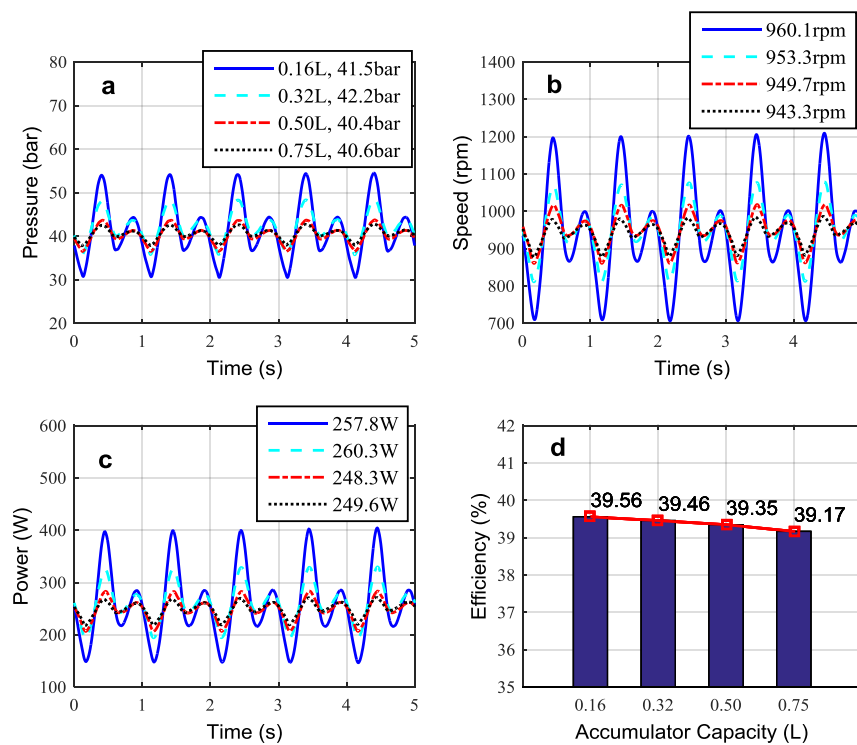 a
0.16L, 41.5bar
0.32L, 42.2bar
0.50L, 40.4bar
0.75L, 40.6bar
80
70
60
50
40
30
20
Pressure (bar)
0 1 2 3 4 5
Time (s)
b
960.1rpm
953.3rpm
949.7rpm
943.3rpm
1400
1300
1200
1100
1000
900
800
700
Speed (rpm)
0 1 2 3 4
Time (s)
c
257.8W
260.3W
248.3W
249.6W
600
500
400
300
200
100
Power (W)
0 1 2 3 4 5
Time (s)
d
42
41
40
39
38
37
36
35
Efficiency (%)
39.56 39.46 39.35 39.17
0.16 0.32 0.50 0.75
Accumulator Capacity (L)